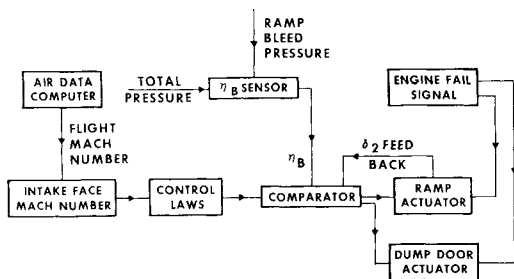 RAMP
BLEED
PRESSURE
AIR DATA
COMPUTER
TOTAL
PRESSURE
η B SENSOR
ENGINE FAIL
SIGNAL
FLIGHT
MACH
NUMBER
η B
δ 2 FEED
BACK
INTAKE FACE
MACH NUMBER
CONTROL
LAWS
COMPARATOR
RAMP
ACTUATOR
DUMP DOOR
ACTUATOR